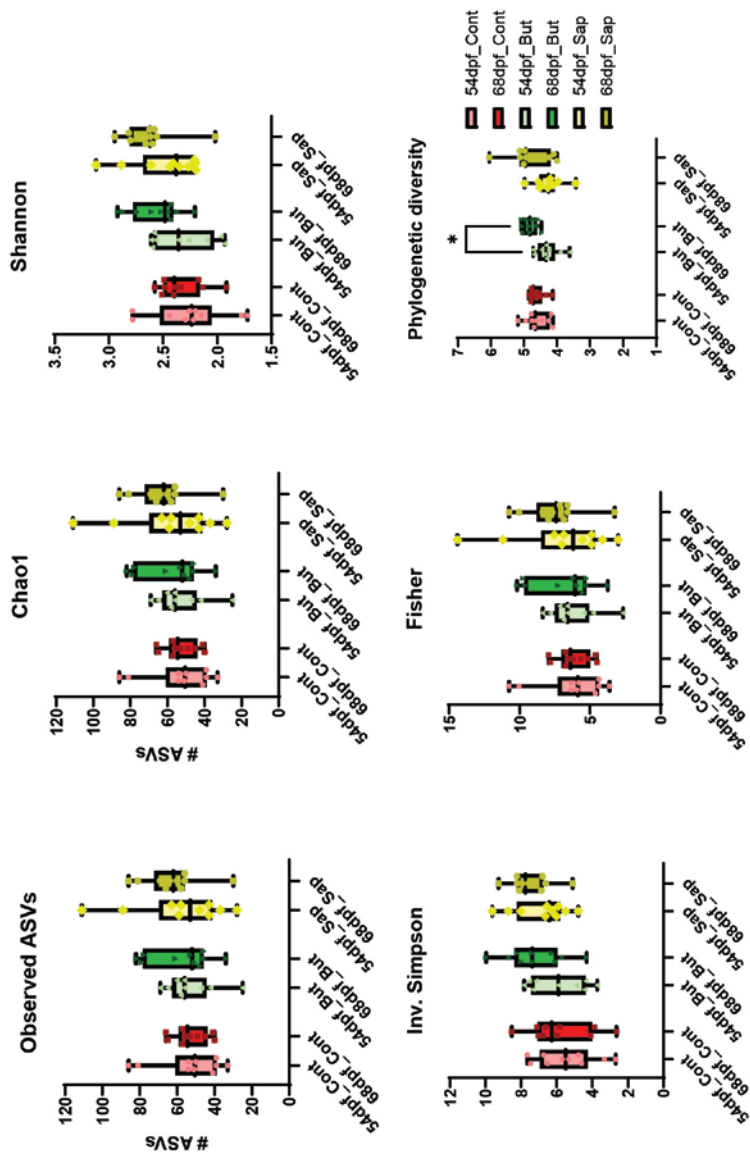 Observed ASVs
# ASVs
120
100
80
60
40
20
0
54dpf_Cont
68dpf_Cont
54dpf_But
68dpf_But
54dpf_Sap
68dpf_Sap
Chao1
# ASVs
120
100
80
60
40
20
0
54dpf_Cont
68dpf_Cont
54dpf_But
68dpf_But
54dpf_Sap
68dpf_Sap
Shannon
3.5
3.0
2.5
2.0
1.5
54dpf_Cont
68dpf_Cont
54dpf_But
68dpf_But
54dpf_Sap
68dpf_Sap
Inv. Simpson
10
8
6
4
2
0
54dpf_Cont
68dpf_Cont
54dpf_But
68dpf_But
54dpf_Sap
68dpf_Sap
Fisher
15
10
5
0
54dpf_Cont
68dpf_Cont
54dpf_But
68dpf_But
54dpf_Sap
68dpf_Sap
Phylogenetic diversity
7
6
5
4
3
2
1
*
54dpf_Cont
68dpf_Cont
54dpf_But
68dpf_But
54dpf_Sap
68dpf_Sap
54dpf_Cont
68dpf_Cont
54dpf_But
68dpf_But
54dpf_Sap
68dpf_Sap